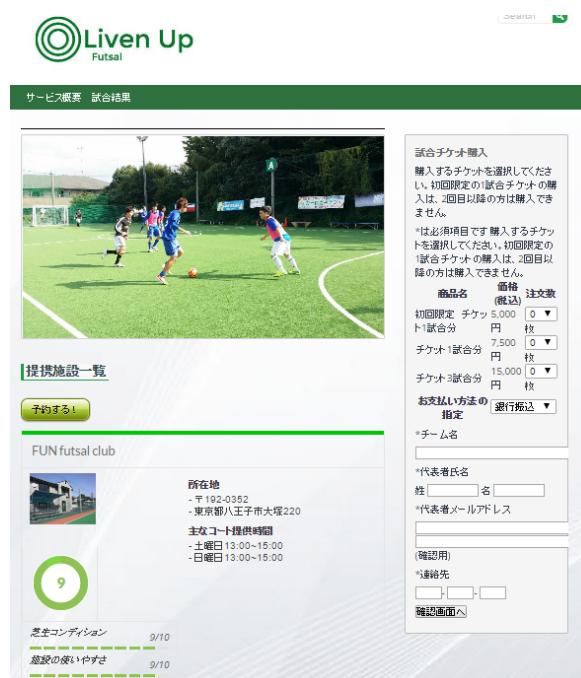 Search
Liven Up
Futsal
サービス概要 試合結果
A
提携施設一覧
予約する!
FUN futsal club
所在地
- 〒192-0352
- 東京都八王子市大塚220
主なコート提供時間
- 土曜日 13:00~15:00
- 日曜日 13:00~15:00
9
芝生コンディション 9/10
施設の使いやすさ 9/10
試合チケット購入
購入するチケットを選択してくださ
い。初回限定の1試合チケットの購
入は、2回目以降の方は購入でき
ません。
*は必須項目です 購入するチケッ
トを選択してください。初回限定の
1試合チケットの購入は、2回目以
降の方は購入できません。
商品名 価格 注文数
(税込)
初回限定 チケッ 5,000 0 ▼
ト1試合分 円 枚
チケット1試合分 7,500 0 ▼
円 枚
チケット3試合分 15,000 0 ▼
円 枚
お支払い方法の 銀行振込 ▼
指定
*チーム名
*代表者氏名
姓 名
*代表者メールアドレス
(確認用)
*連絡先
- -
確認画面へ